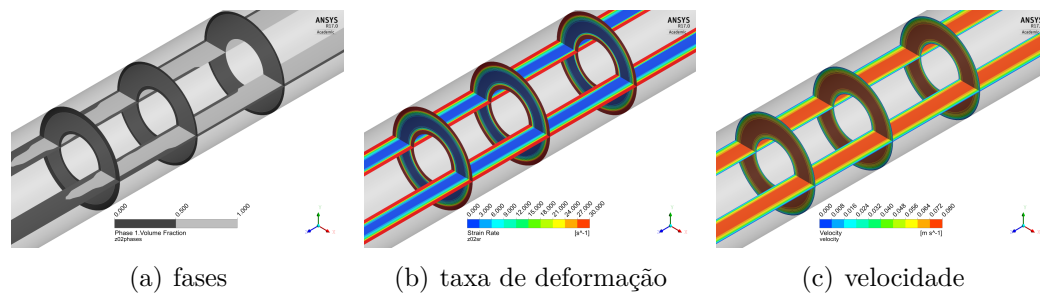 ANSYS
R17.0
Academic
0.000
0.500
1.000
Phase 1.Volume Fraction
z02phases
(a) fases
ANSYS
R17.0
Academic
0.000
3.000
6.000
9.000
12.000
15.000
18.000
21.000
24.000
27.000
30.000
Strain Rate
[s^-1]
z02sr
(b) taxa de deformação
ANSYS
R17.0
Academic
0.000
0.008
0.016
0.024
0.032
0.040
0.048
0.056
0.064
0.072
0.080
Velocity
[m s^-1]
velocity
(c) velocidade